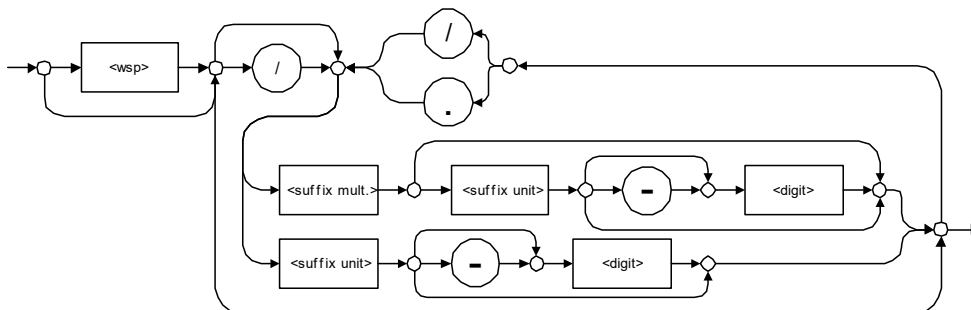 /
<wsp> /
.
<suffix mult.> <suffix unit> - <digit>
<suffix unit> - <digit>